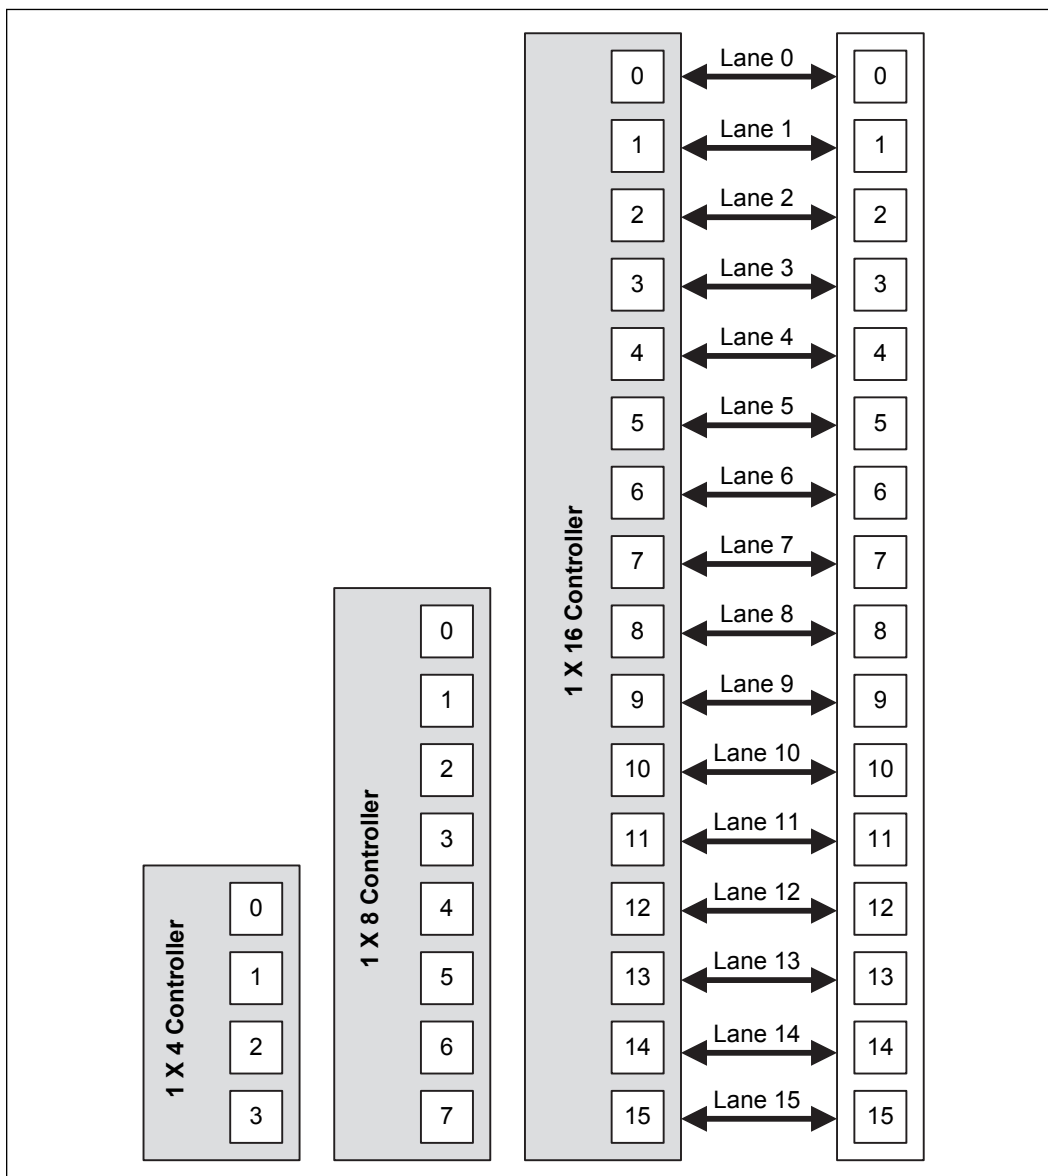 0 Lane 0 0
1 Lane 1 1
2 Lane 2 2
3 Lane 3 3
4 Lane 4 4
5 Lane 5 5
6 Lane 6 6
7 Lane 7 7
1 X 16 Controller
0 8 Lane 8 8
1 9 Lane 9 9
2 10 Lane 10 10
3 11 Lane 11 11
1 X 8 Controller
0 4 12 Lane 12 12
1 5 13 Lane 13 13
1 X 4 Controller
2 6 14 Lane 14 14
3 7 15 Lane 15 15